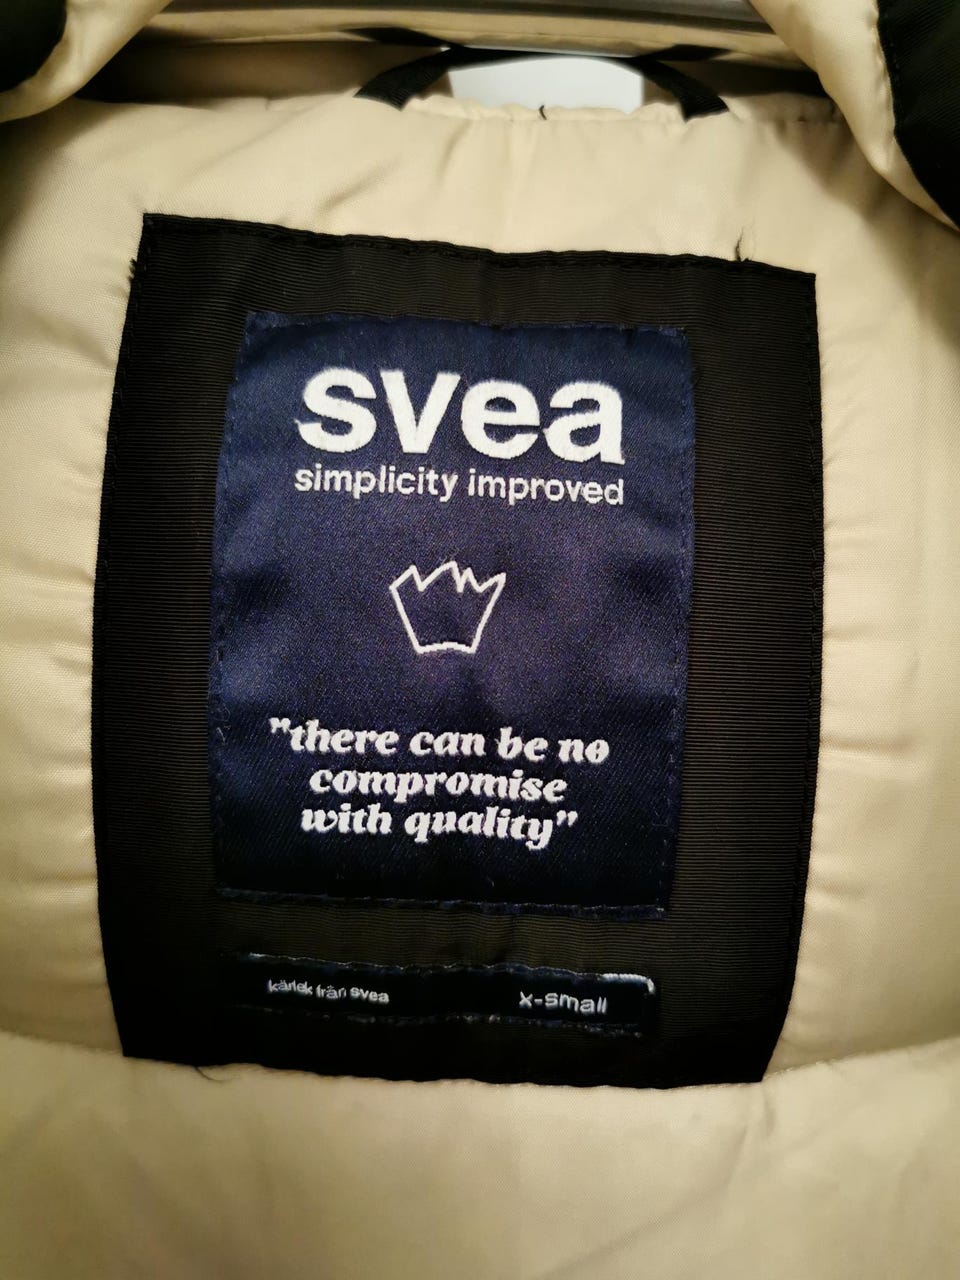 svea
simplicity improved
"there can be no
compromise
with quality"
kärlek från svea
x-small